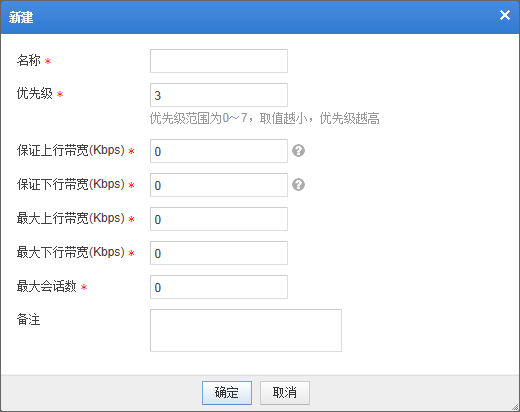 新建
名称 *
优先级 * 3
优先级范围为0～7，取值越小，优先级越高
保证上行带宽(Kbps) * 0 ?
保证下行带宽(Kbps) * 0 ?
最大上行带宽(Kbps) * 0
最大下行带宽(Kbps) * 0
最大会话数 * 0
备注
确定 取消